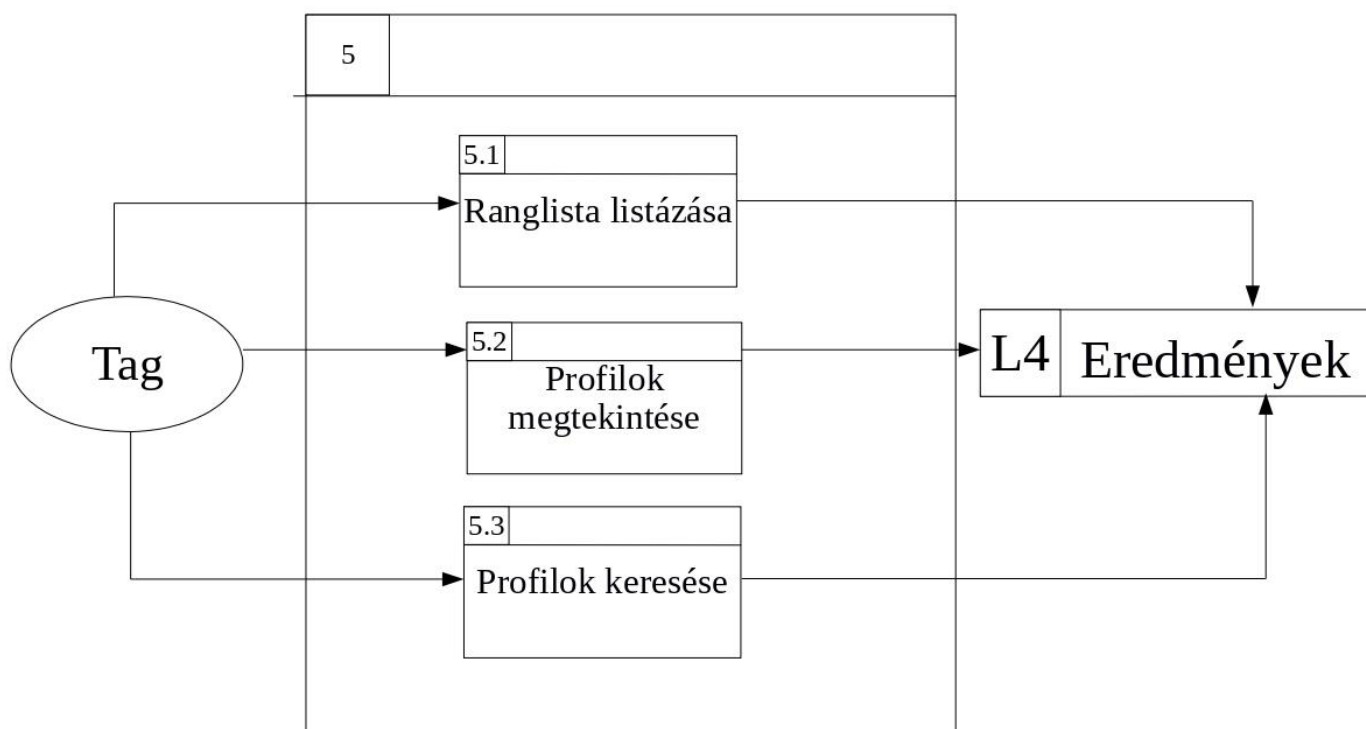 5
5.1
Ranglista listázása
Tag
5.2
Profilok
megtekintése
L4 Eredmények
5.3
Profilok keresése